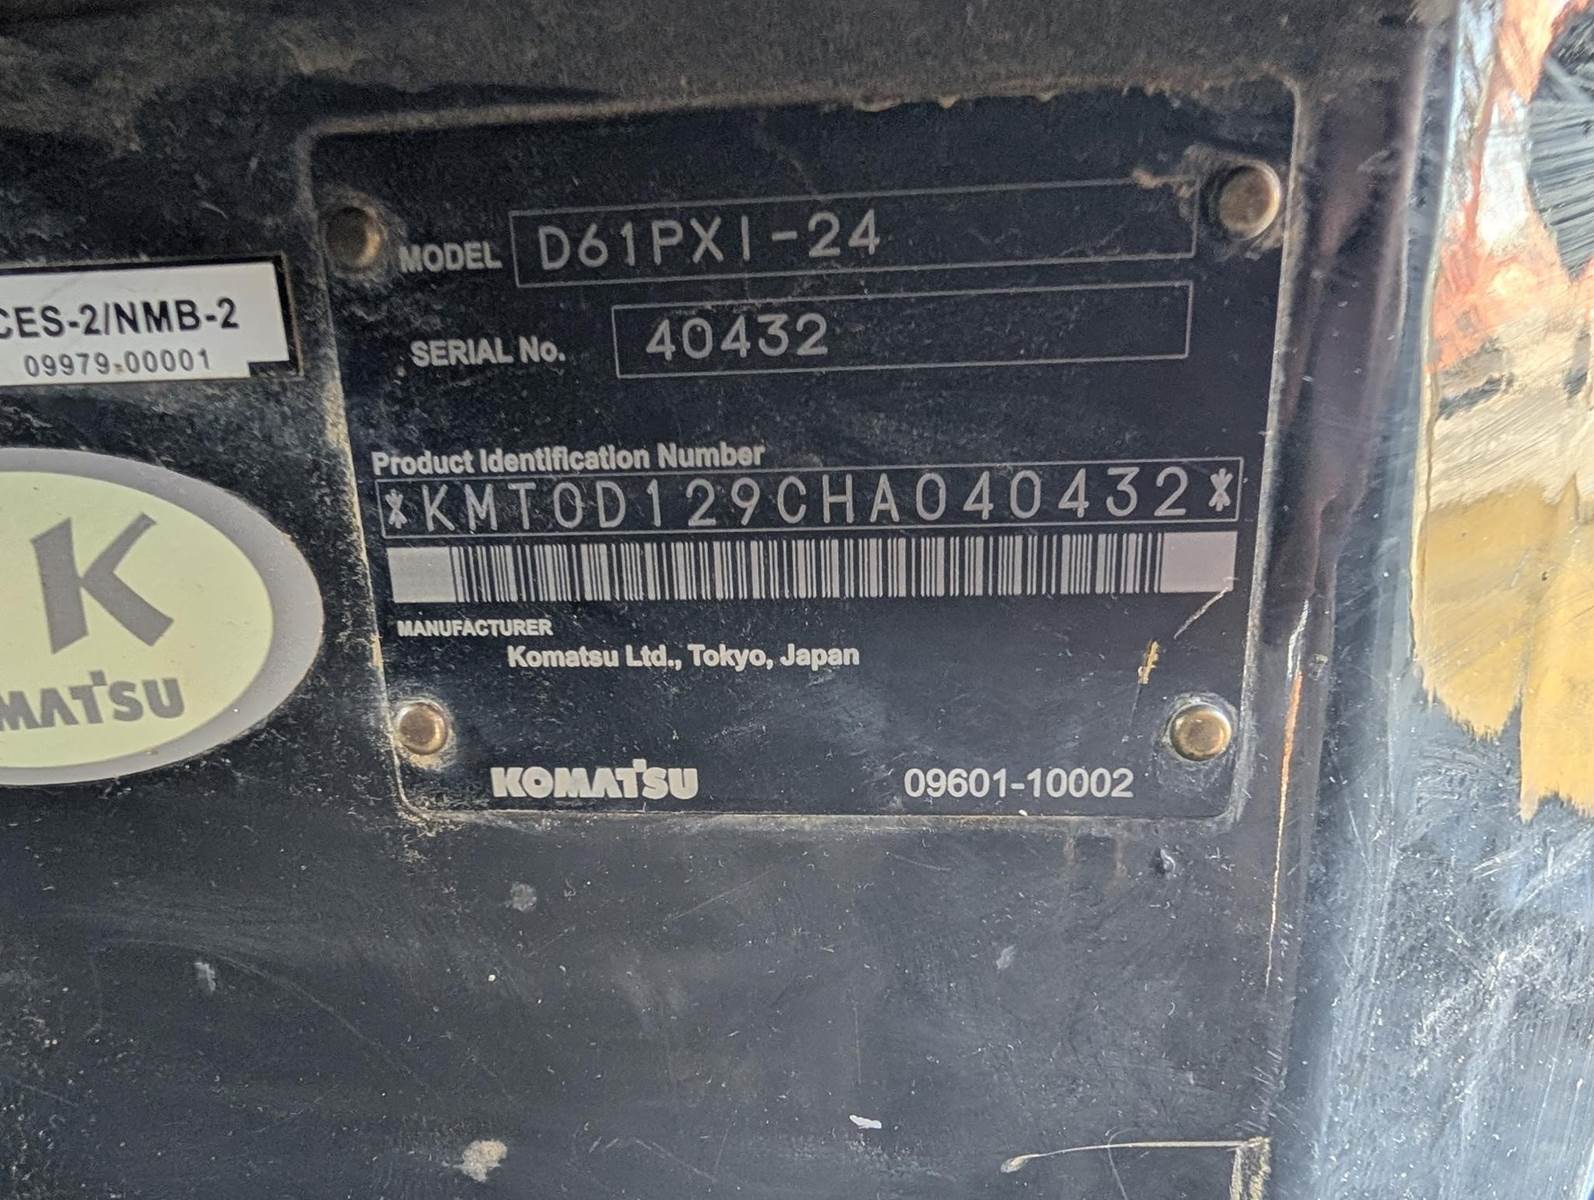 MODEL D61PXI-24
SERIAL No. 40432
CES-2/NMB-2
09979-00001
Product Identification Number
*KMT0D129CHA040432*
K
MANUFACTURER
Komatsu Ltd., Tokyo, Japan
OMATSU
KOMATSU 09601-10002